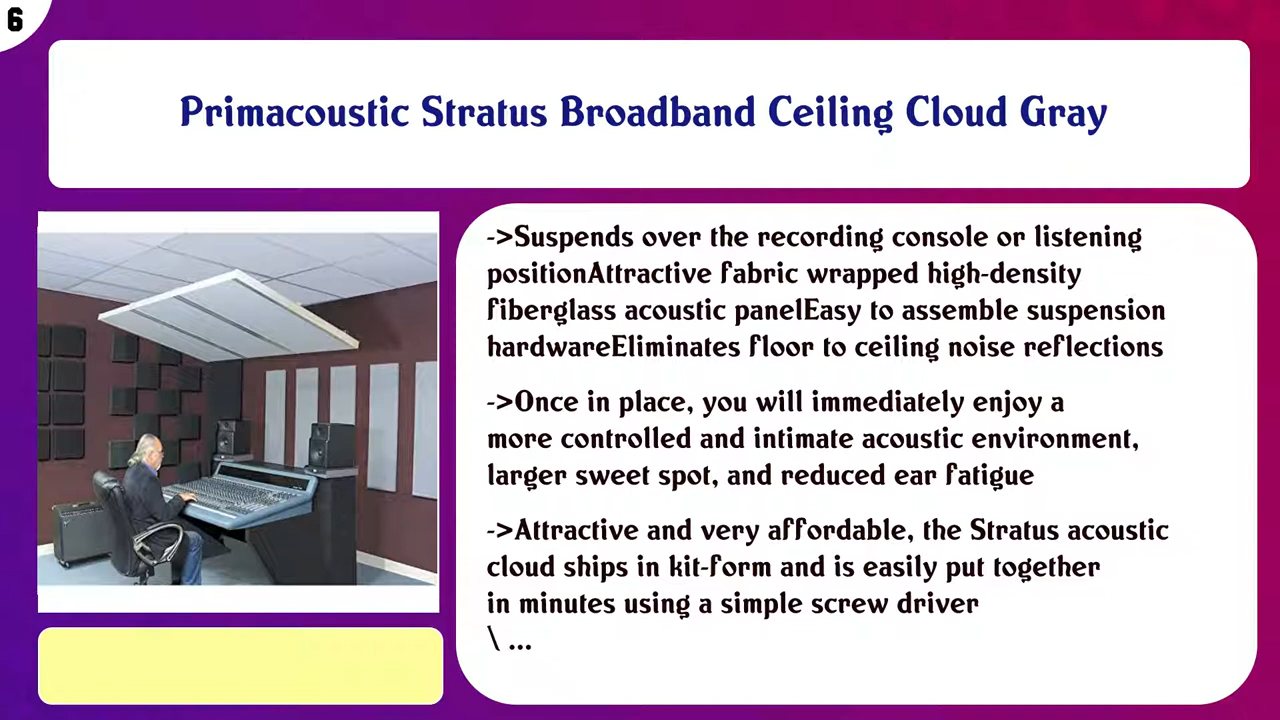 6
Primacoustic Stratus Broadband Ceiling Cloud Gray
->Suspends over the recording console or listening
positionAttractive fabric wrapped high-density
fiberglass acoustic panelEasy to assemble suspension
hardwareEliminates floor to ceiling noise reflections
->Once in place, you will immediately enjoy a
more controlled and intimate acoustic environment,
larger sweet spot, and reduced ear fatigue
->Attractive and very affordable, the Stratus acoustic
cloud ships in kit-form and is easily put together
in minutes using a simple screw driver
\ ...